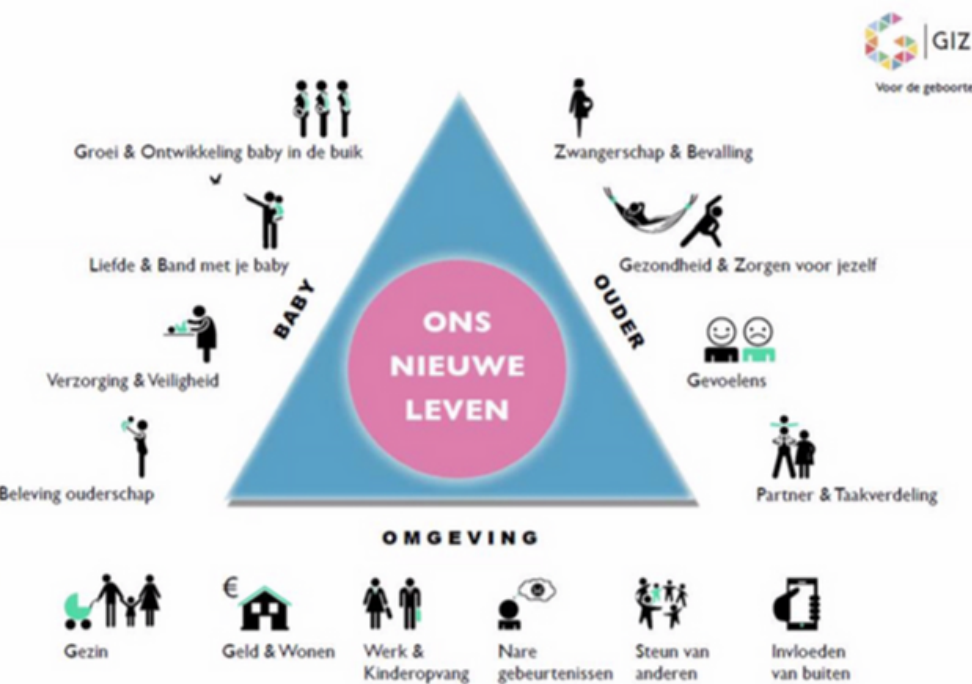 GIZ
Voor de geboorte
Groei & Ontwikkeling baby in de buik
Zwangerschap & Bevalling
Liefde & Band met je baby
Gezondheid & Zorgen voor jezelf
BABY
OUDER
ONS
NIEUWE
LEVEN
Verzorging & Veiligheid
Gevoelens
Beleving ouderschap
Partner & Taakverdeling
OMGEVING
€
Gezin
Geld & Wonen
Werk &
Kinderopvang
Nare
gebeurtenissen
Steun van
anderen
Invloeden
van buiten